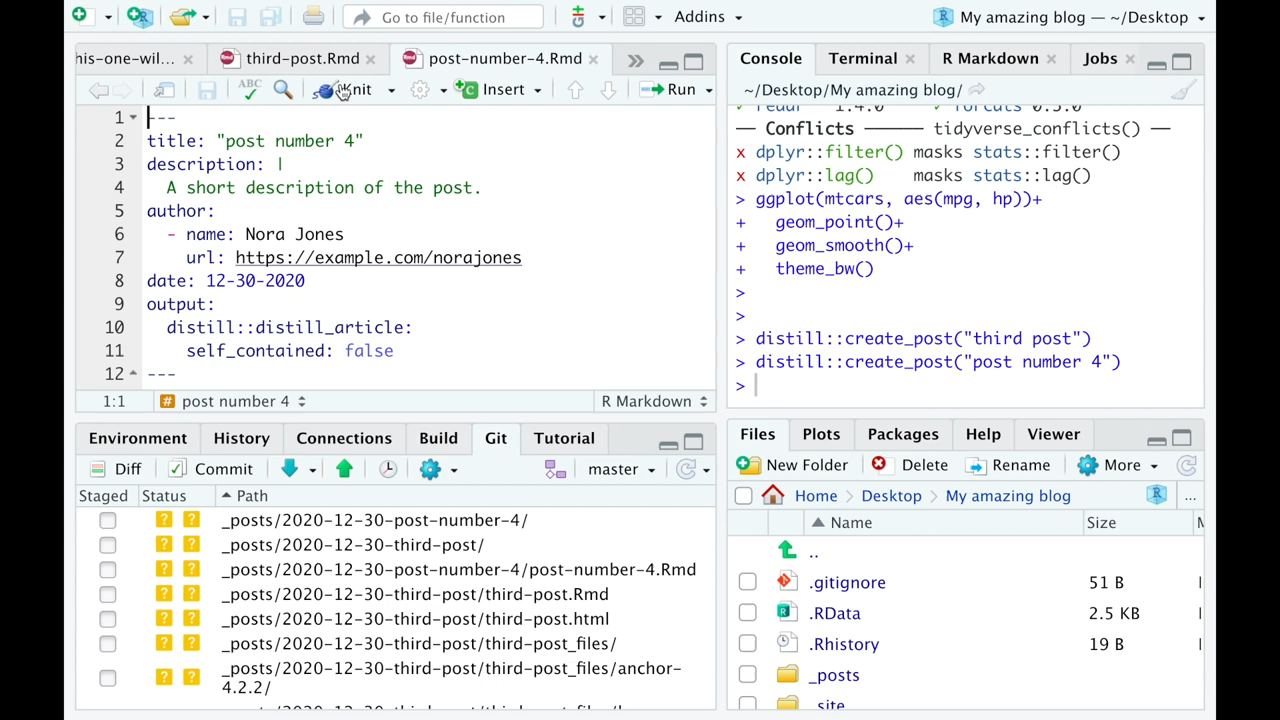 Go to file/function
Addins
My amazing blog — ~/Desktop
his-one-wil...
third-post.Rmd
post-number-4.Rmd
ABC
Knit
Insert
Run
1 ---
2 title: "post number 4"
3 description: |
4 A short description of the post.
5 author:
6 - name: Nora Jones
7 url: https://example.com/norajones
8 date: 12-30-2020
9 output:
10 distill::distill_article:
11 self_contained: false
12 ---
1:1 # post number 4 R Markdown
Console Terminal R Markdown Jobs
~/Desktop/My amazing blog/
✓ readr 1.4.0 ✓ forcats 0.5.0
── Conflicts ────── tidyverse_conflicts() ──
x dplyr::filter() masks stats::filter()
x dplyr::lag() masks stats::lag()
> ggplot(mtcars, aes(mpg, hp))+
+ geom_point()+
+ geom_smooth()+
+ theme_bw()
>
>
> distill::create_post("third post")
> distill::create_post("post number 4")
>
Environment History Connections Build Git Tutorial
Diff Commit master
Staged Status Path
? ? _posts/2020-12-30-post-number-4/
? ? _posts/2020-12-30-third-post/
? ? _posts/2020-12-30-post-number-4/post-number-4.Rmd
? ? _posts/2020-12-30-third-post/third-post.Rmd
? ? _posts/2020-12-30-third-post/third-post.html
? ? _posts/2020-12-30-third-post/third-post_files/
? ? _posts/2020-12-30-third-post/third-post_files/anchor-
4.2.2/
Files Plots Packages Help Viewer
New Folder Delete Rename More
Home Desktop My amazing blog ...
Name Size M
..
.gitignore 51 B
.RData 2.5 KB
.Rhistory 19 B
_posts
_site